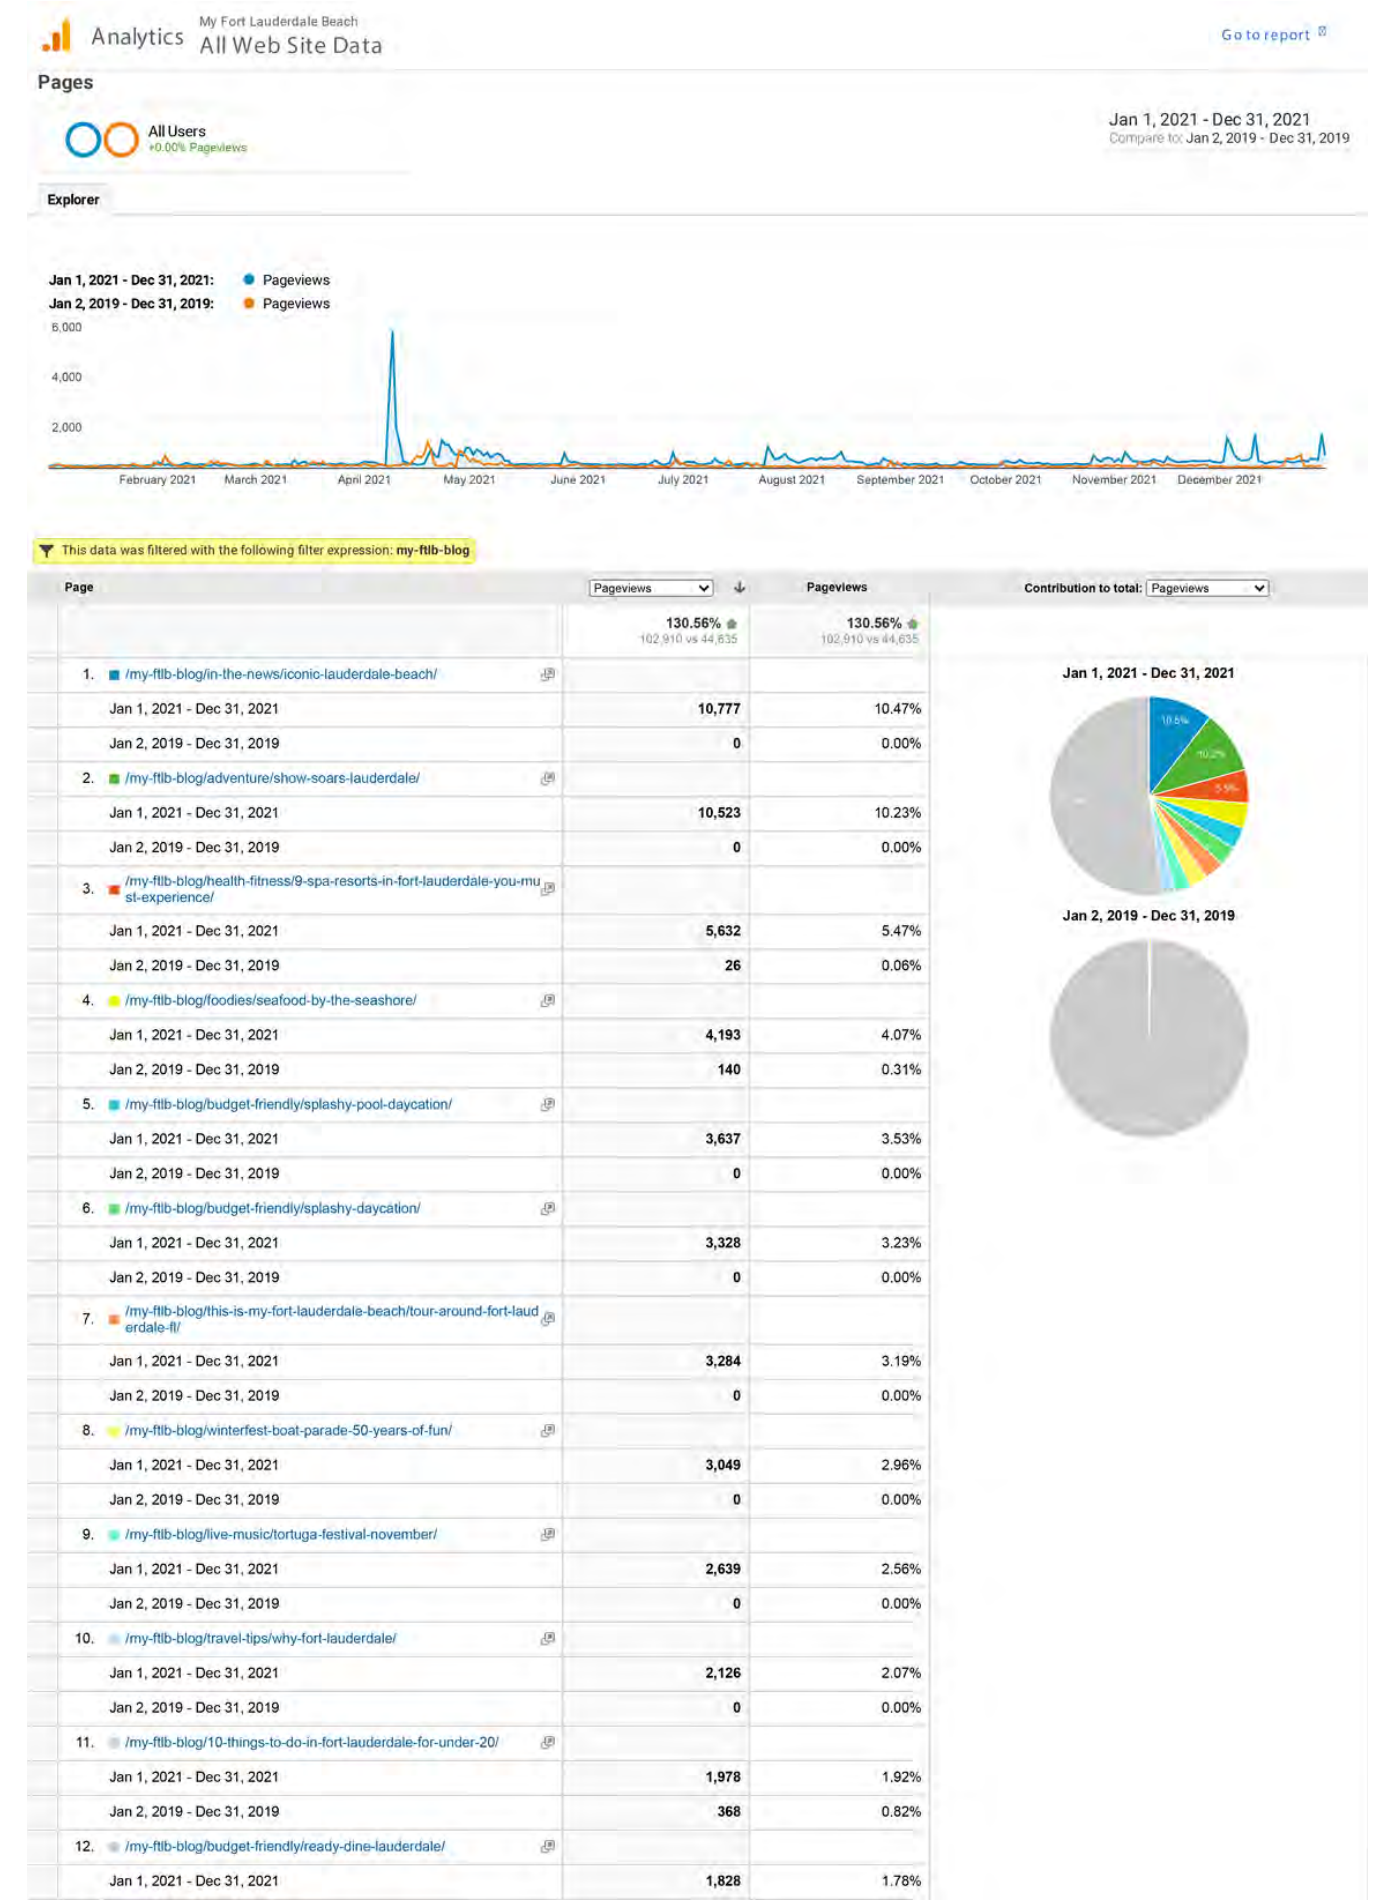 Analytics
My Fort Lauderdale Beach
All Web Site Data
Go to report
Pages
All Users
+0.00% Pageviews
Jan 1, 2021 - Dec 31, 2021
Compare to: Jan 2, 2019 - Dec 31, 2019
Explorer
Jan 1, 2021 - Dec 31, 2021: Pageviews
Jan 2, 2019 - Dec 31, 2019: Pageviews
6,000
4,000
2,000
February 2021 March 2021 April 2021 May 2021 June 2021 July 2021 August 2021 September 2021 October 2021 November 2021 December 2021
This data was filtered with the following filter expression: my-ftlb-blog
Page Pageviews Pageviews Contribution to total: Pageviews
130.56% 130.56%
102,910 vs 44,635 102,910 vs 44,635
1. /my-ftlb-blog/in-the-news/iconic-lauderdale-beach/
Jan 1, 2021 - Dec 31, 2021 10,777 10.47%
Jan 2, 2019 - Dec 31, 2019 0 0.00%
2. /my-ftlb-blog/adventure/show-soars-lauderdale/
Jan 1, 2021 - Dec 31, 2021 10,523 10.23%
Jan 2, 2019 - Dec 31, 2019 0 0.00%
3. /my-ftlb-blog/health-fitness/9-spa-resorts-in-fort-lauderdale-you-mu
st-experience/
Jan 1, 2021 - Dec 31, 2021 5,632 5.47%
Jan 2, 2019 - Dec 31, 2019 26 0.06%
4. /my-ftlb-blog/foodies/seafood-by-the-seashore/
Jan 1, 2021 - Dec 31, 2021 4,193 4.07%
Jan 2, 2019 - Dec 31, 2019 140 0.31%
5. /my-ftlb-blog/budget-friendly/splashy-pool-daycation/
Jan 1, 2021 - Dec 31, 2021 3,637 3.53%
Jan 2, 2019 - Dec 31, 2019 0 0.00%
6. /my-ftlb-blog/budget-friendly/splashy-daycation/
Jan 1, 2021 - Dec 31, 2021 3,328 3.23%
Jan 2, 2019 - Dec 31, 2019 0 0.00%
7. /my-ftlb-blog/this-is-my-fort-lauderdale-beach/tour-around-fort-laud
erdale-fl/
Jan 1, 2021 - Dec 31, 2021 3,284 3.19%
Jan 2, 2019 - Dec 31, 2019 0 0.00%
8. /my-ftlb-blog/winterfest-boat-parade-50-years-of-fun/
Jan 1, 2021 - Dec 31, 2021 3,049 2.96%
Jan 2, 2019 - Dec 31, 2019 0 0.00%
9. /my-ftlb-blog/live-music/tortuga-festival-november/
Jan 1, 2021 - Dec 31, 2021 2,639 2.56%
Jan 2, 2019 - Dec 31, 2019 0 0.00%
10. /my-ftlb-blog/travel-tips/why-fort-lauderdale/
Jan 1, 2021 - Dec 31, 2021 2,126 2.07%
Jan 2, 2019 - Dec 31, 2019 0 0.00%
11. /my-ftlb-blog/10-things-to-do-in-fort-lauderdale-for-under-20/
Jan 1, 2021 - Dec 31, 2021 1,978 1.92%
Jan 2, 2019 - Dec 31, 2019 368 0.82%
12. /my-ftlb-blog/budget-friendly/ready-dine-lauderdale/
Jan 1, 2021 - Dec 31, 2021 1,828 1.78%
Jan 1, 2021 - Dec 31, 2021
10.5%
10.2%
5.5%
Jan 2, 2019 - Dec 31, 2019